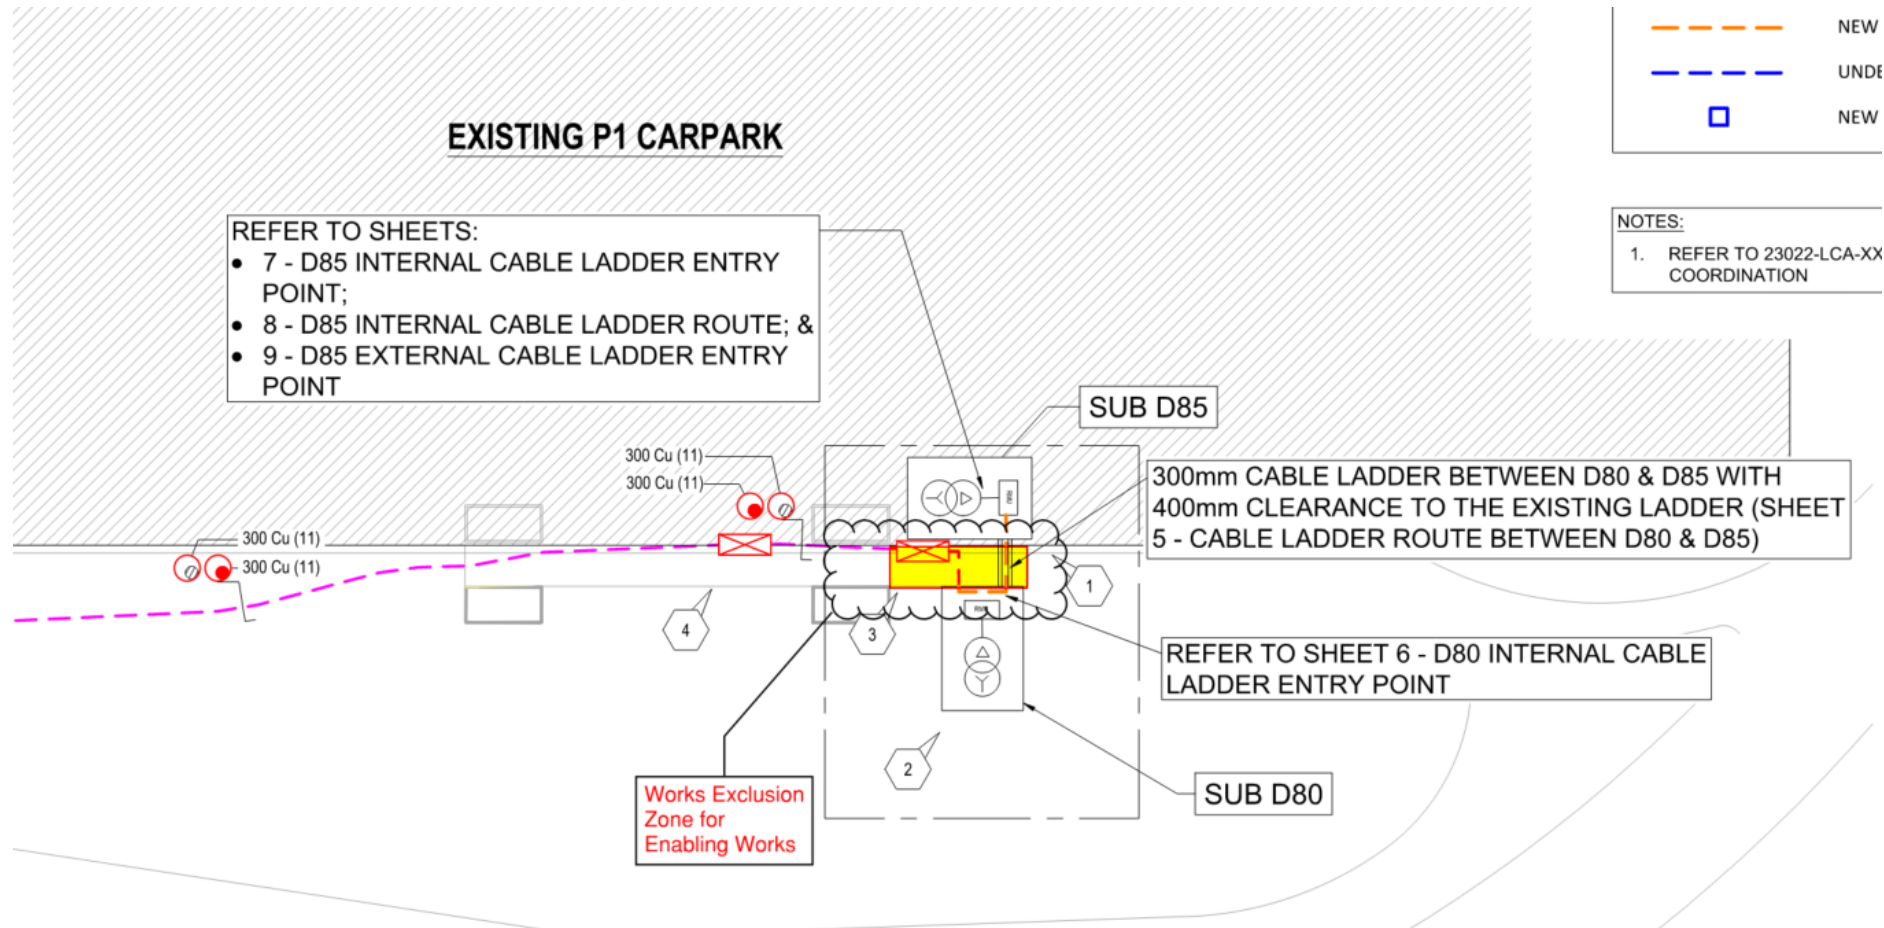 NEW
UNDE
NEW
EXISTING P1 CARPARK
REFER TO SHEETS:
• 7 - D85 INTERNAL CABLE LADDER ENTRY
POINT;
• 8 - D85 INTERNAL CABLE LADDER ROUTE; &
• 9 - D85 EXTERNAL CABLE LADDER ENTRY
POINT
NOTES:
1. REFER TO 23022-LCA-XX
COORDINATION
SUB D85
300 Cu (11)
300 Cu (11)
300mm CABLE LADDER BETWEEN D80 & D85 WITH
400mm CLEARANCE TO THE EXISTING LADDER (SHEET
5 - CABLE LADDER ROUTE BETWEEN D80 & D85)
RMU
300 Cu (11)
300 Cu (11)
1
4
3
REFER TO SHEET 6 - D80 INTERNAL CABLE
LADDER ENTRY POINT
2
SUB D80
Works Exclusion
Zone for
Enabling Works